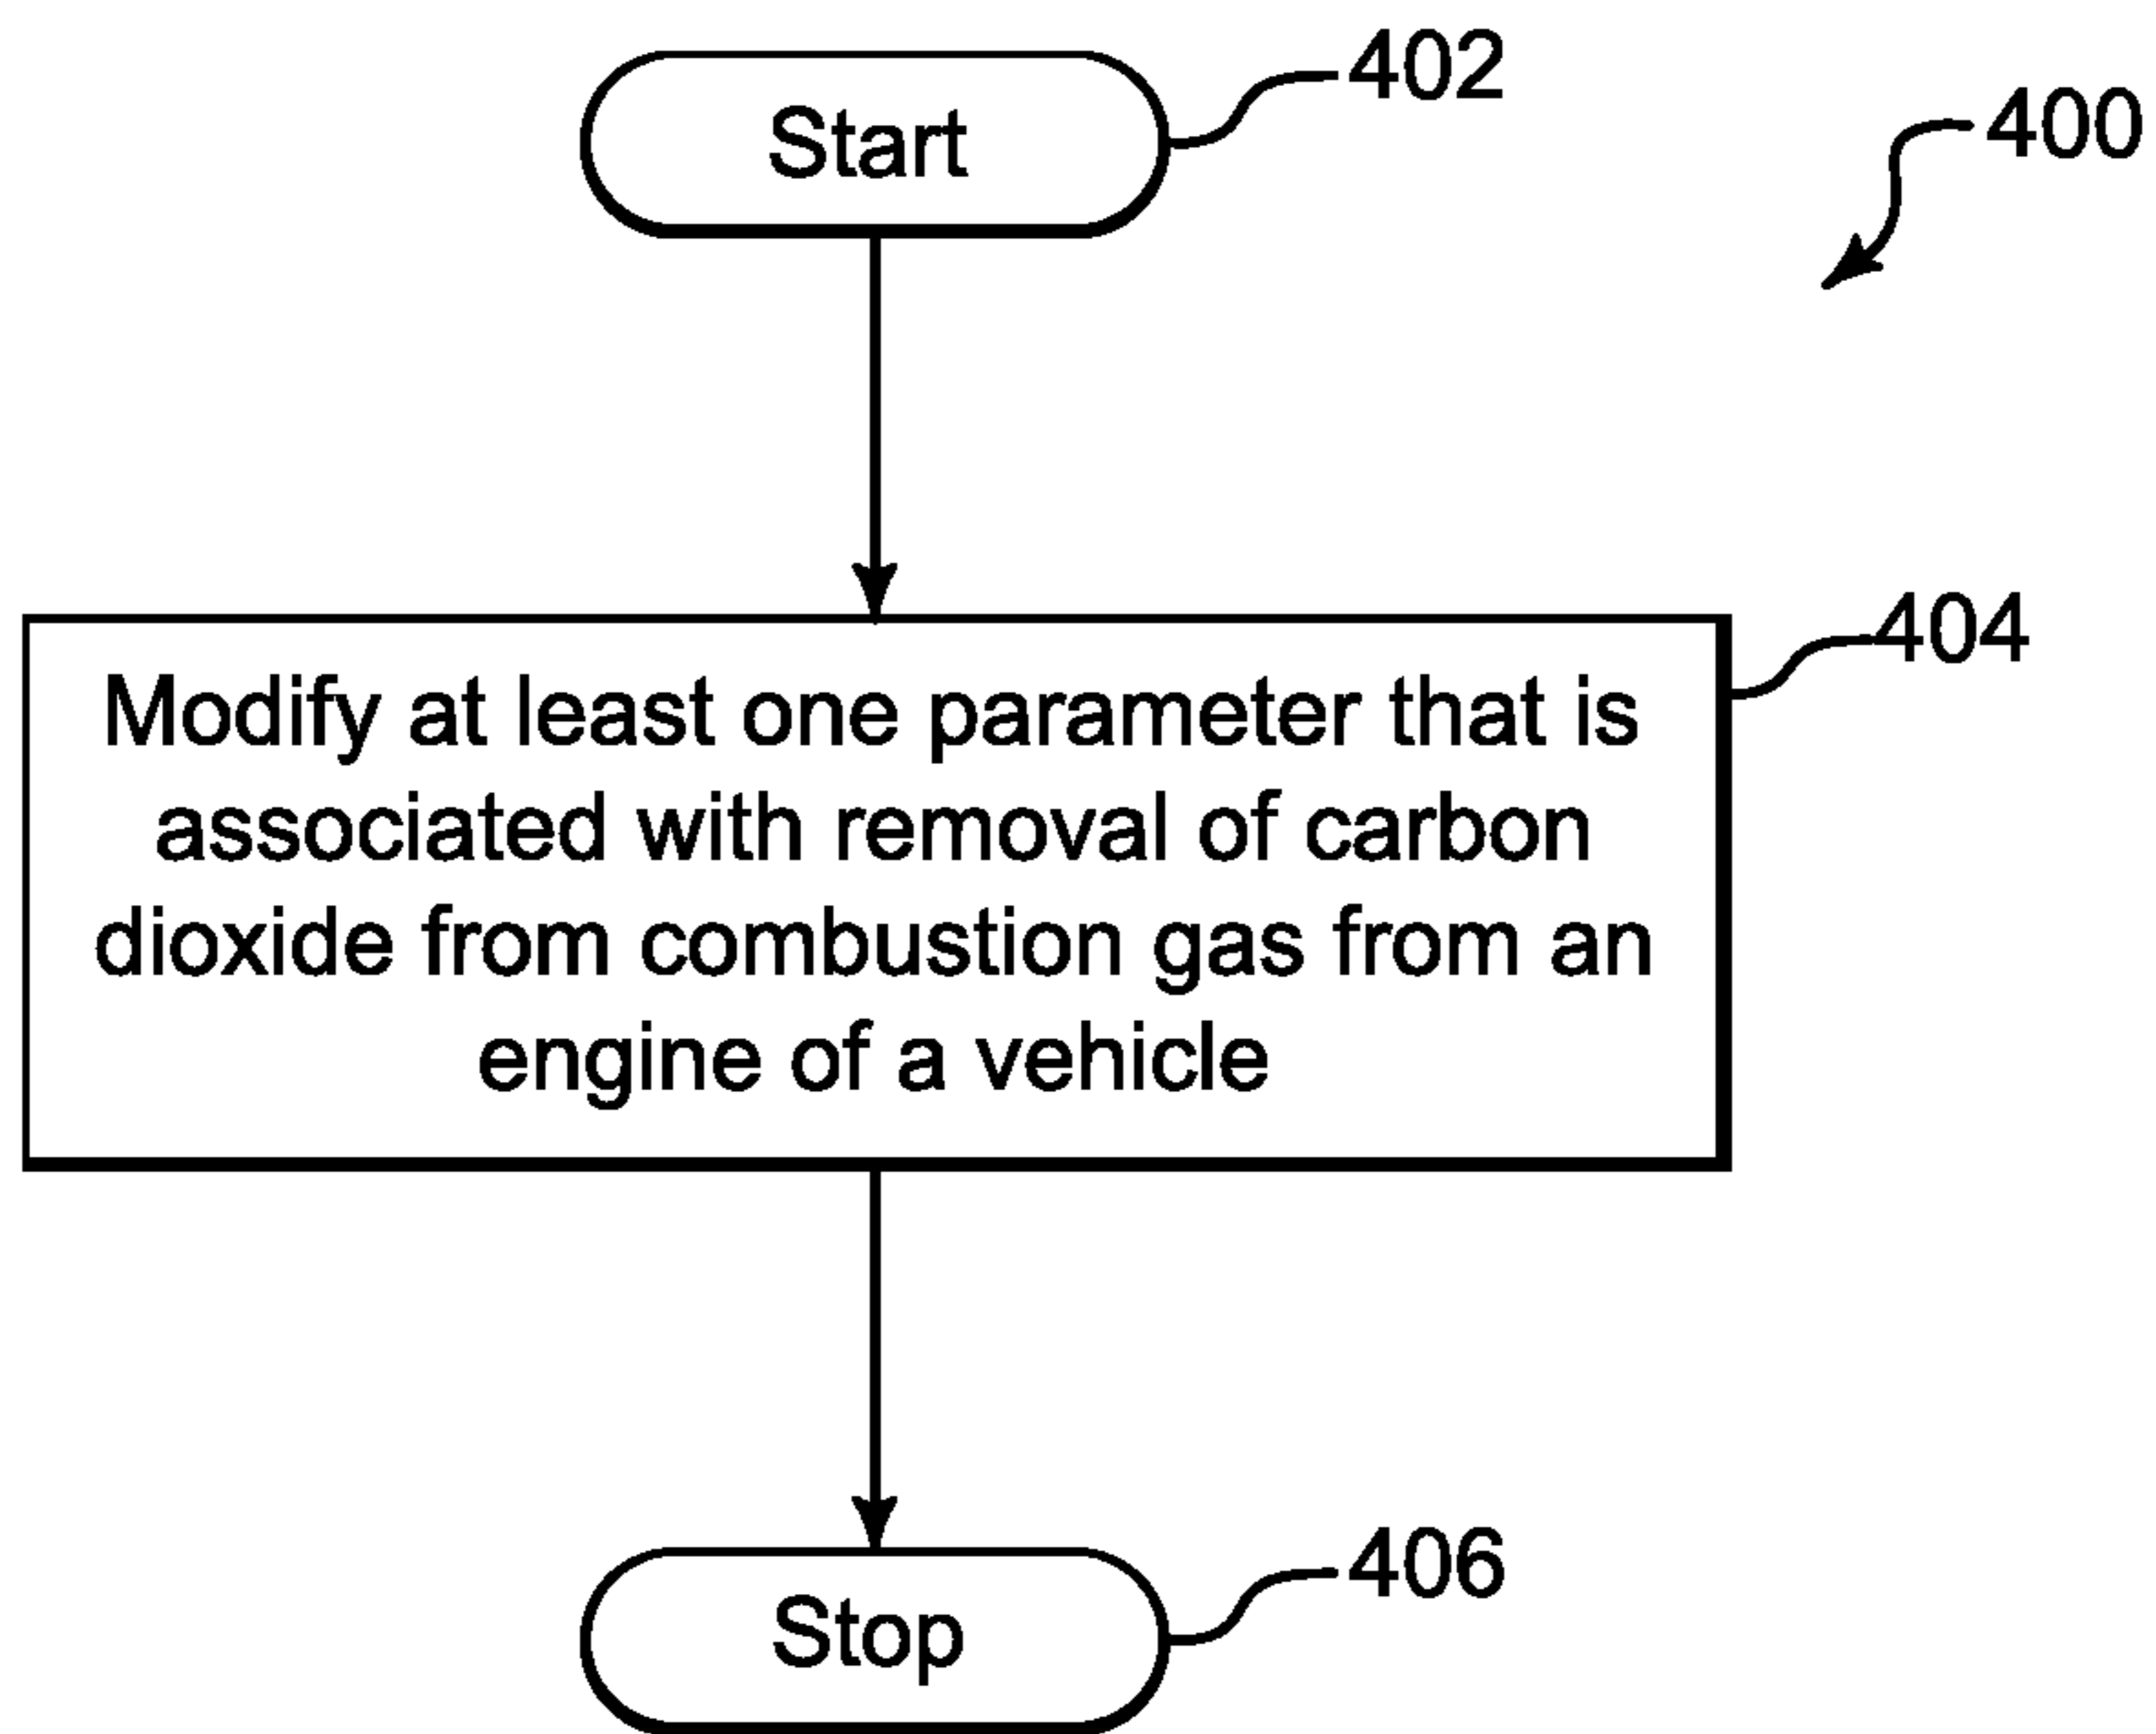 402
Start
400
404
Modify at least one parameter that is
associated with removal of carbon
dioxide from combustion gas from an
engine of a vehicle
406
Stop